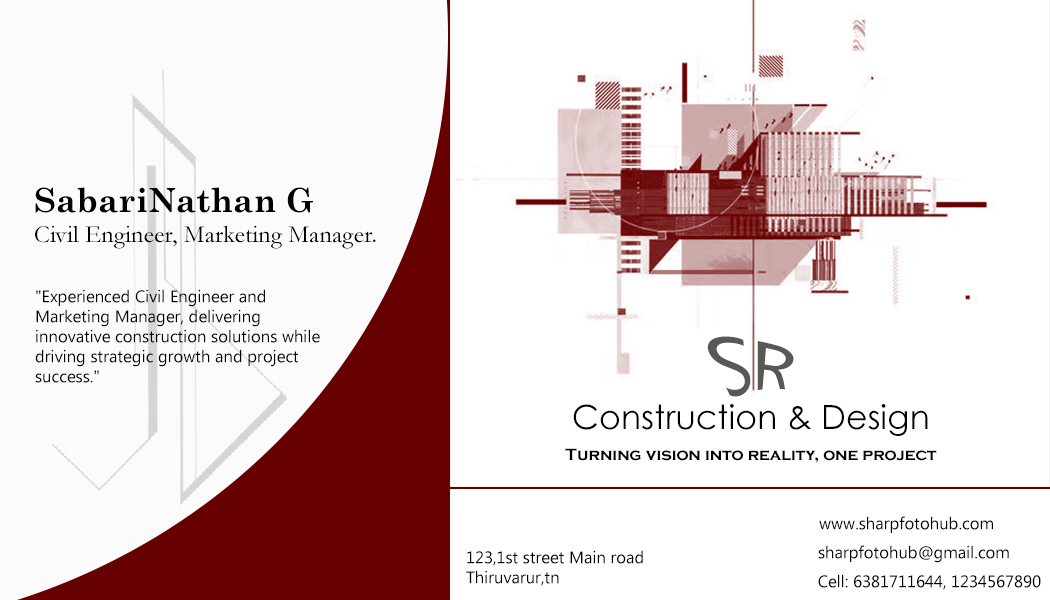 SabariNathan G
Civil Engineer, Marketing Manager.
"Experienced Civil Engineer and
Marketing Manager, delivering
innovative construction solutions while
driving strategic growth and project
success."
SR
Construction & Design
Turning vision into reality, one project
123,1st street Main road
Thiruvarur,tn
www.sharpfotohub.com
sharpfotohub@gmail.com
Cell: 6381711644, 1234567890